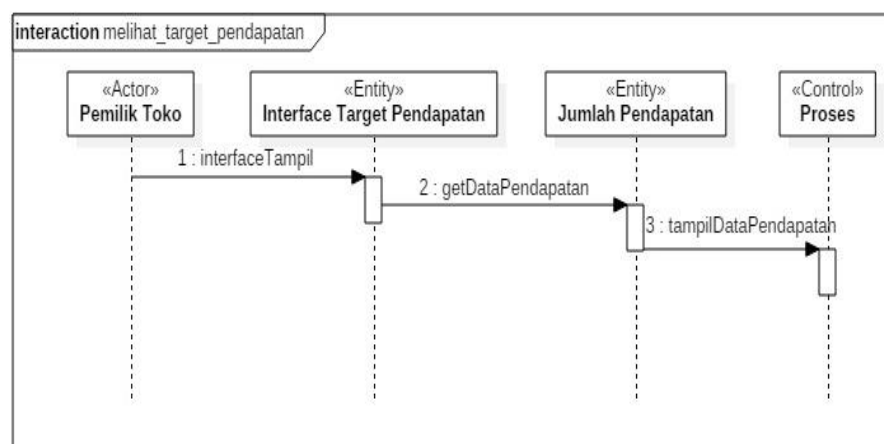 interaction melihat_target_pendapatan
«Actor»
Pemilik Toko
«Entity»
Interface Target Pendapatan
«Entity»
Jumlah Pendapatan
«Control»
Proses
1 : interfaceTampil
2 : getDataPendapatan
3 : tampilDataPendapatan